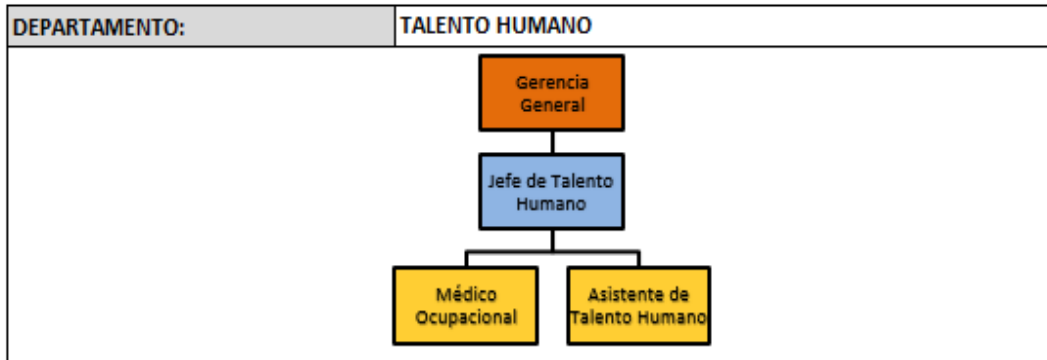 DEPARTAMENTO: TALENTO HUMANO
Gerencia
General
Jefe de Talento
Humano
Médico
Ocupacional
Asistente de
Talento Humano